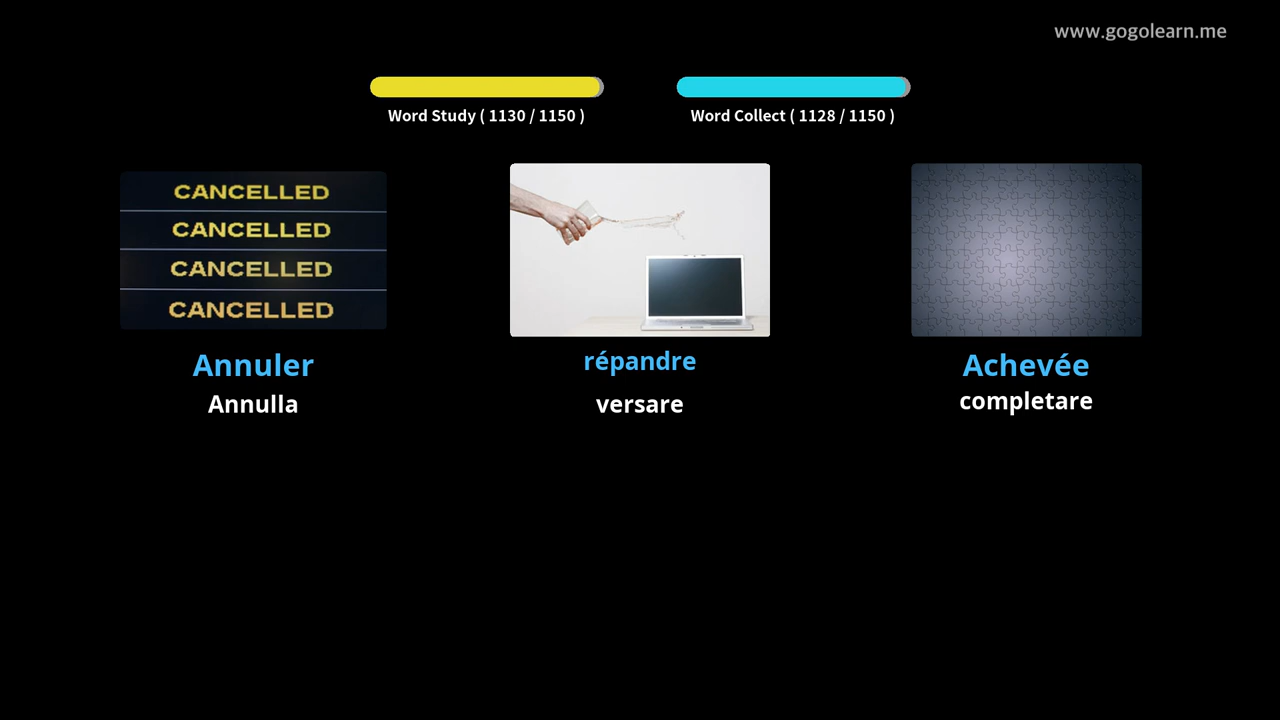 www.gogolearn.me
Word Study ( 1130 / 1150 )
Word Collect ( 1128 / 1150 )
CANCELLED
CANCELLED
CANCELLED
CANCELLED
Annuler
Annulla
répandre
versare
Achevée
completare